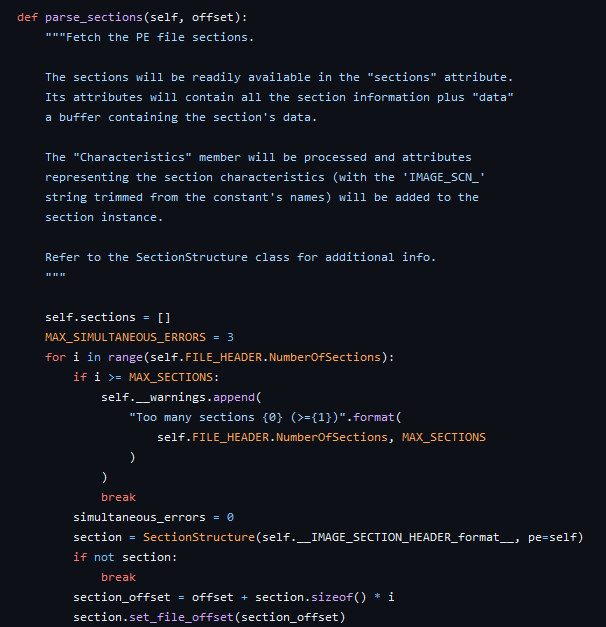 def parse_sections(self, offset):
"""Fetch the PE file sections.
The sections will be readily available in the "sections" attribute.
Its attributes will contain all the section information plus "data"
a buffer containing the section's data.
The "Characteristics" member will be processed and attributes
representing the section characteristics (with the 'IMAGE_SCN_'
string trimmed from the constant's names) will be added to the
section instance.
Refer to the SectionStructure class for additional info.
"""
self.sections = []
MAX_SIMULTANEOUS_ERRORS = 3
for i in range(self.FILE_HEADER.NumberOfSections):
if i >= MAX_SECTIONS:
self.__warnings.append(
"Too many sections {0} (>={1})".format(
self.FILE_HEADER.NumberOfSections, MAX_SECTIONS
)
)
break
simultaneous_errors = 0
section = SectionStructure(self.__IMAGE_SECTION_HEADER_format__, pe=self)
if not section:
break
section_offset = offset + section.sizeof() * i
section.set_file_offset(section_offset)